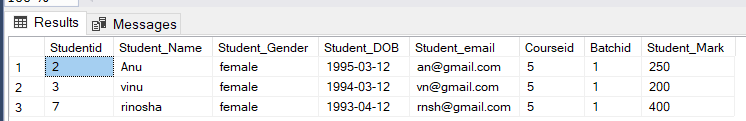 Results Messages
Studentid Student_Name Student_Gender Student_DOB Student_email Courseid Batchid Student_Mark
1 2 Anu female 1995-03-12 an@gmail.com 5 1 250
2 3 vinu female 1994-03-12 vn@gmail.com 5 1 200
3 7 rinosha female 1993-04-12 rnsh@gmail.com 5 1 400